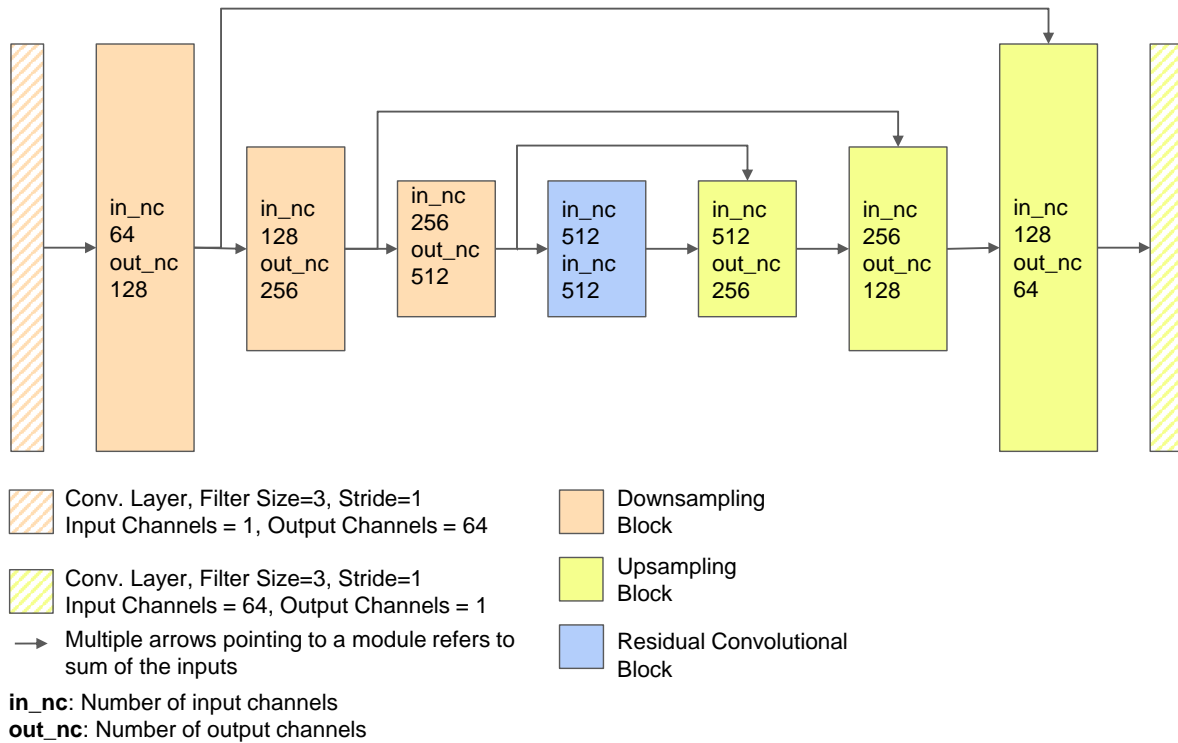 in_nc
64
out_nc
128
in_nc
128
out_nc
256
in_nc
256
out_nc
512
in_nc
512
in_nc
512
in_nc
512
out_nc
256
in_nc
256
out_nc
128
in_nc
128
out_nc
64
Conv. Layer, Filter Size=3, Stride=1
Input Channels = 1, Output Channels = 64
Conv. Layer, Filter Size=3, Stride=1
Input Channels = 64, Output Channels = 1
Multiple arrows pointing to a module refers to
sum of the inputs
in_nc: Number of input channels
out_nc: Number of output channels
Downsampling
Block
Upsampling
Block
Residual Convolutional
Block